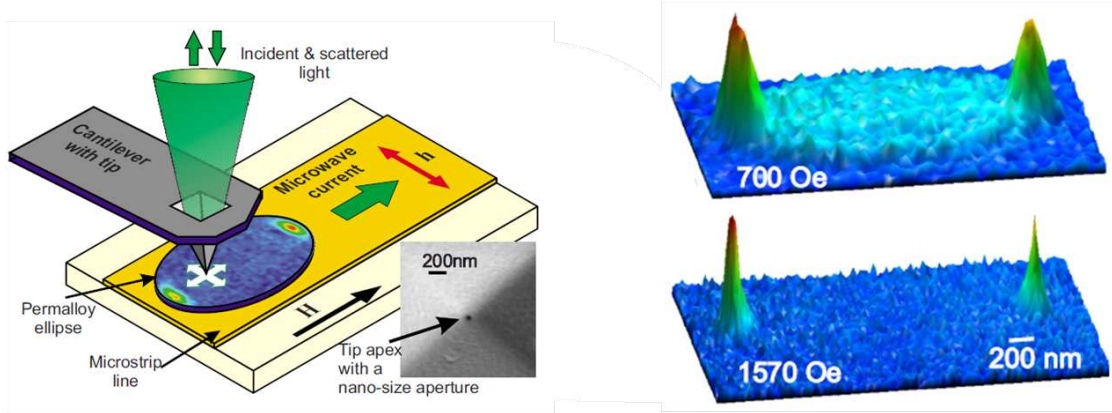 Incident & scattered
light
Cantilever
with tip
Microwave
current
h
200nm
H
Permalloy
ellipse
Microstrip
line
Tip apex
with a
nano-size aperture
700 Oe
1570 Oe
200 nm